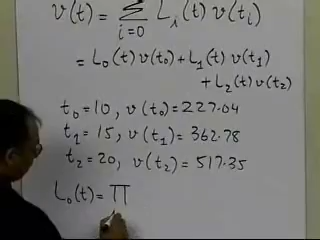 v(t) = Σ L_i(t) v(t_i)
i=0
= L_0(t) v(t_0) + L_1(t) v(t_1)
+ L_2(t) v(t_2)
t_0 = 10, v(t_0) = 227.04
t_1 = 15, v(t_1) = 362.78
t_2 = 20, v(t_2) = 517.35
L_0(t) = Π